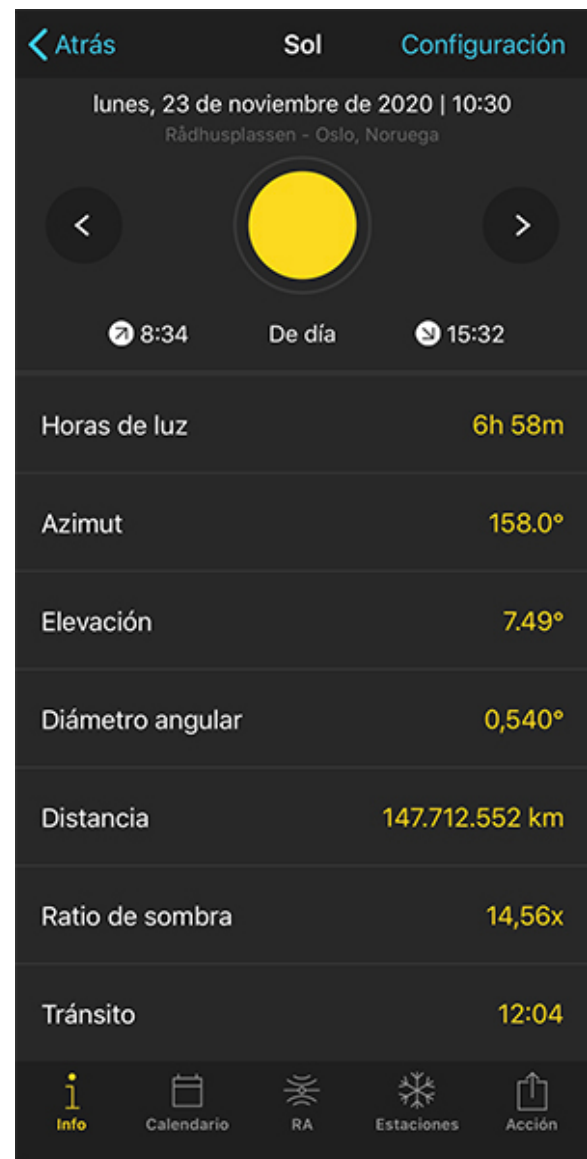 Atrás Sol Configuración
lunes, 23 de noviembre de 2020 | 10:30
Rådhusplassen - Oslo, Noruega
8:34 De día 15:32
Horas de luz 6h 58m
Azimut 158.0°
Elevación 7.49°
Diámetro angular 0,540°
Distancia 147.712.552 km
Ratio de sombra 14,56x
Tránsito 12:04
Info Calendario RA Estaciones Acción